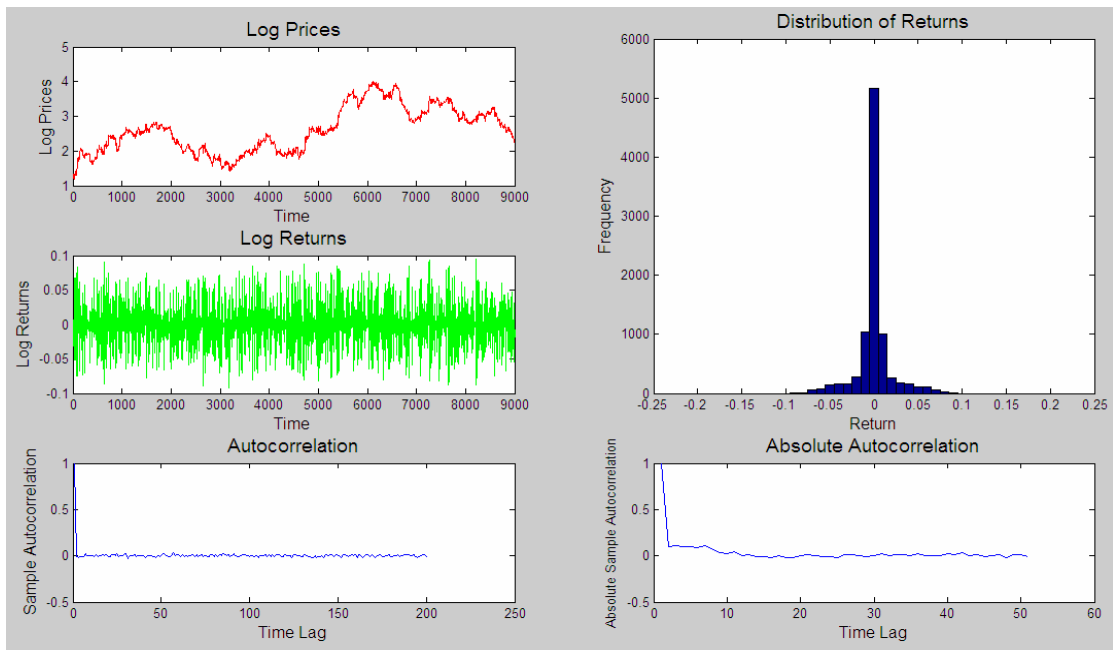 Log Prices
5
4
3
2
1
Log Prices
0 1000 2000 3000 4000 5000 6000 7000 8000 9000
Time
Log Returns
0.1
0.05
0
-0.05
-0.1
Log Returns
0 1000 2000 3000 4000 5000 6000 7000 8000 9000
Time
Autocorrelation
1
0.5
0
-0.5
Sample Autocorrelation
0 50 100 150 200 250
Time Lag
Distribution of Returns
6000
5000
4000
3000
2000
1000
0
Frequency
-0.25 -0.2 -0.15 -0.1 -0.05 0 0.05 0.1 0.15 0.2 0.25
Return
Absolute Autocorrelation
1
0.5
0
-0.5
Absolute Sample Autocorrelation
0 10 20 30 40 50 60
Time Lag